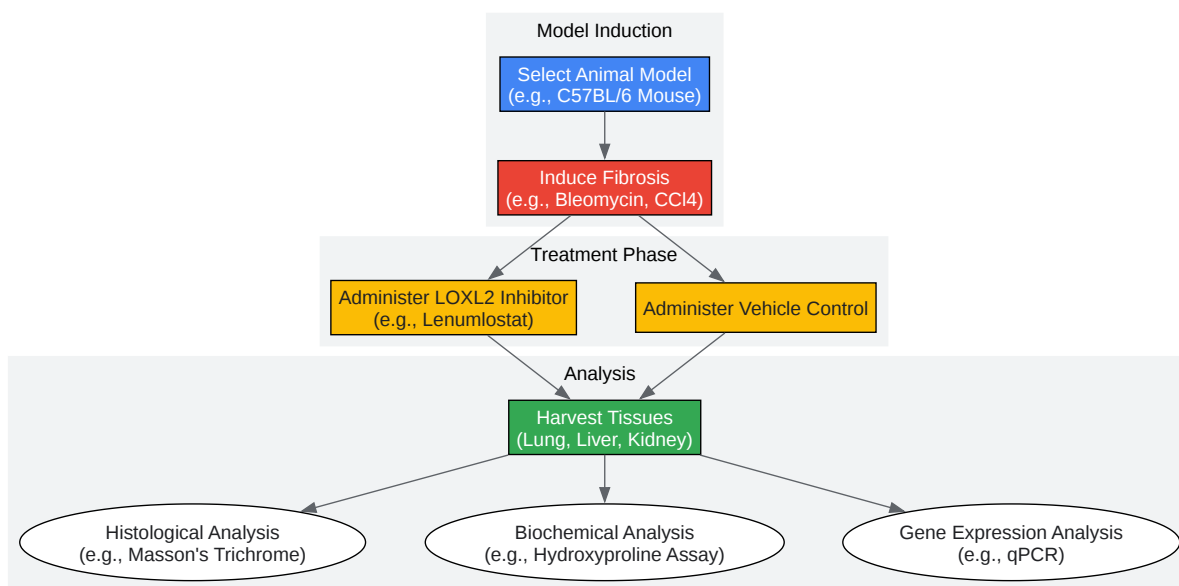 Model Induction
Select Animal Model
(e.g., C57BL/6 Mouse)
Induce Fibrosis
(e.g., Bleomycin, CCl4)
Treatment Phase
Administer LOXL2 Inhibitor
(e.g., Lenumlostat)
Administer Vehicle Control
Analysis
Harvest Tissues
(Lung, Liver, Kidney)
Histological Analysis
(e.g., Masson's Trichrome)
Biochemical Analysis
(e.g., Hydroxyproline Assay)
Gene Expression Analysis
(e.g., qPCR)